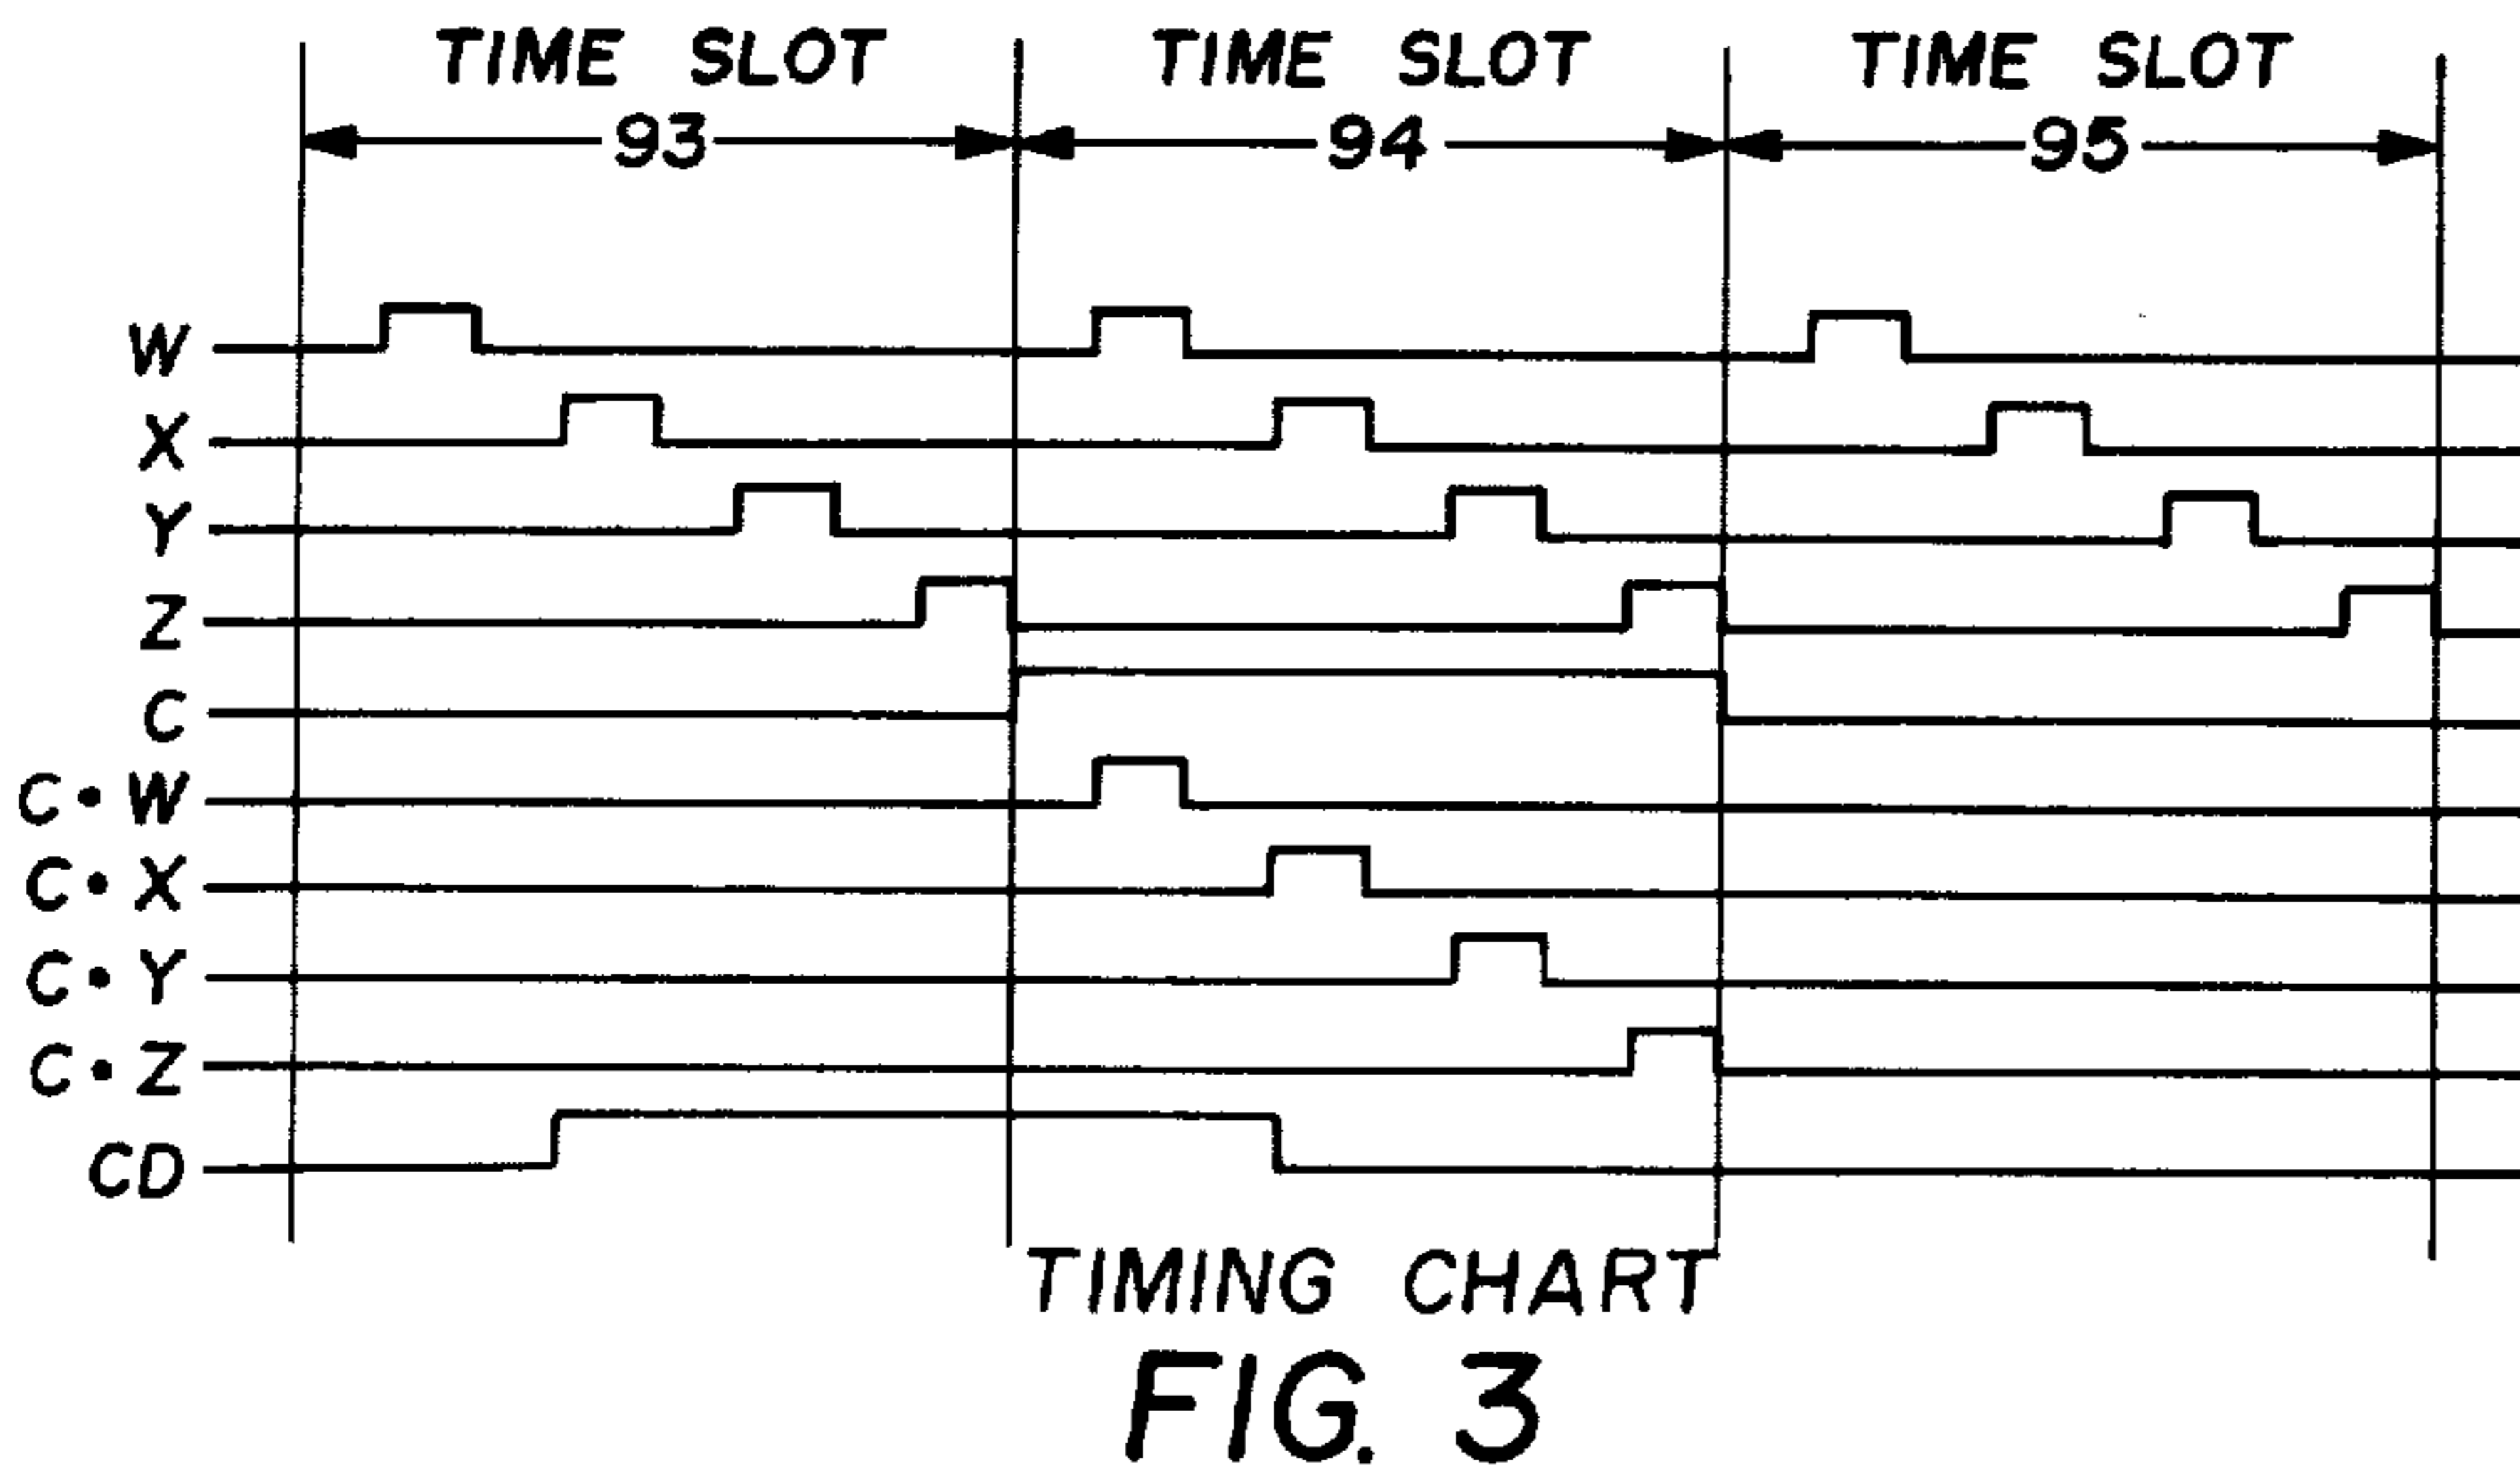 TIME SLOT TIME SLOT TIME SLOT
93 94 95
W
X
Y
Z
C
C•W
C•X
C•Y
C•Z
CD
TIMING CHART
FIG. 3